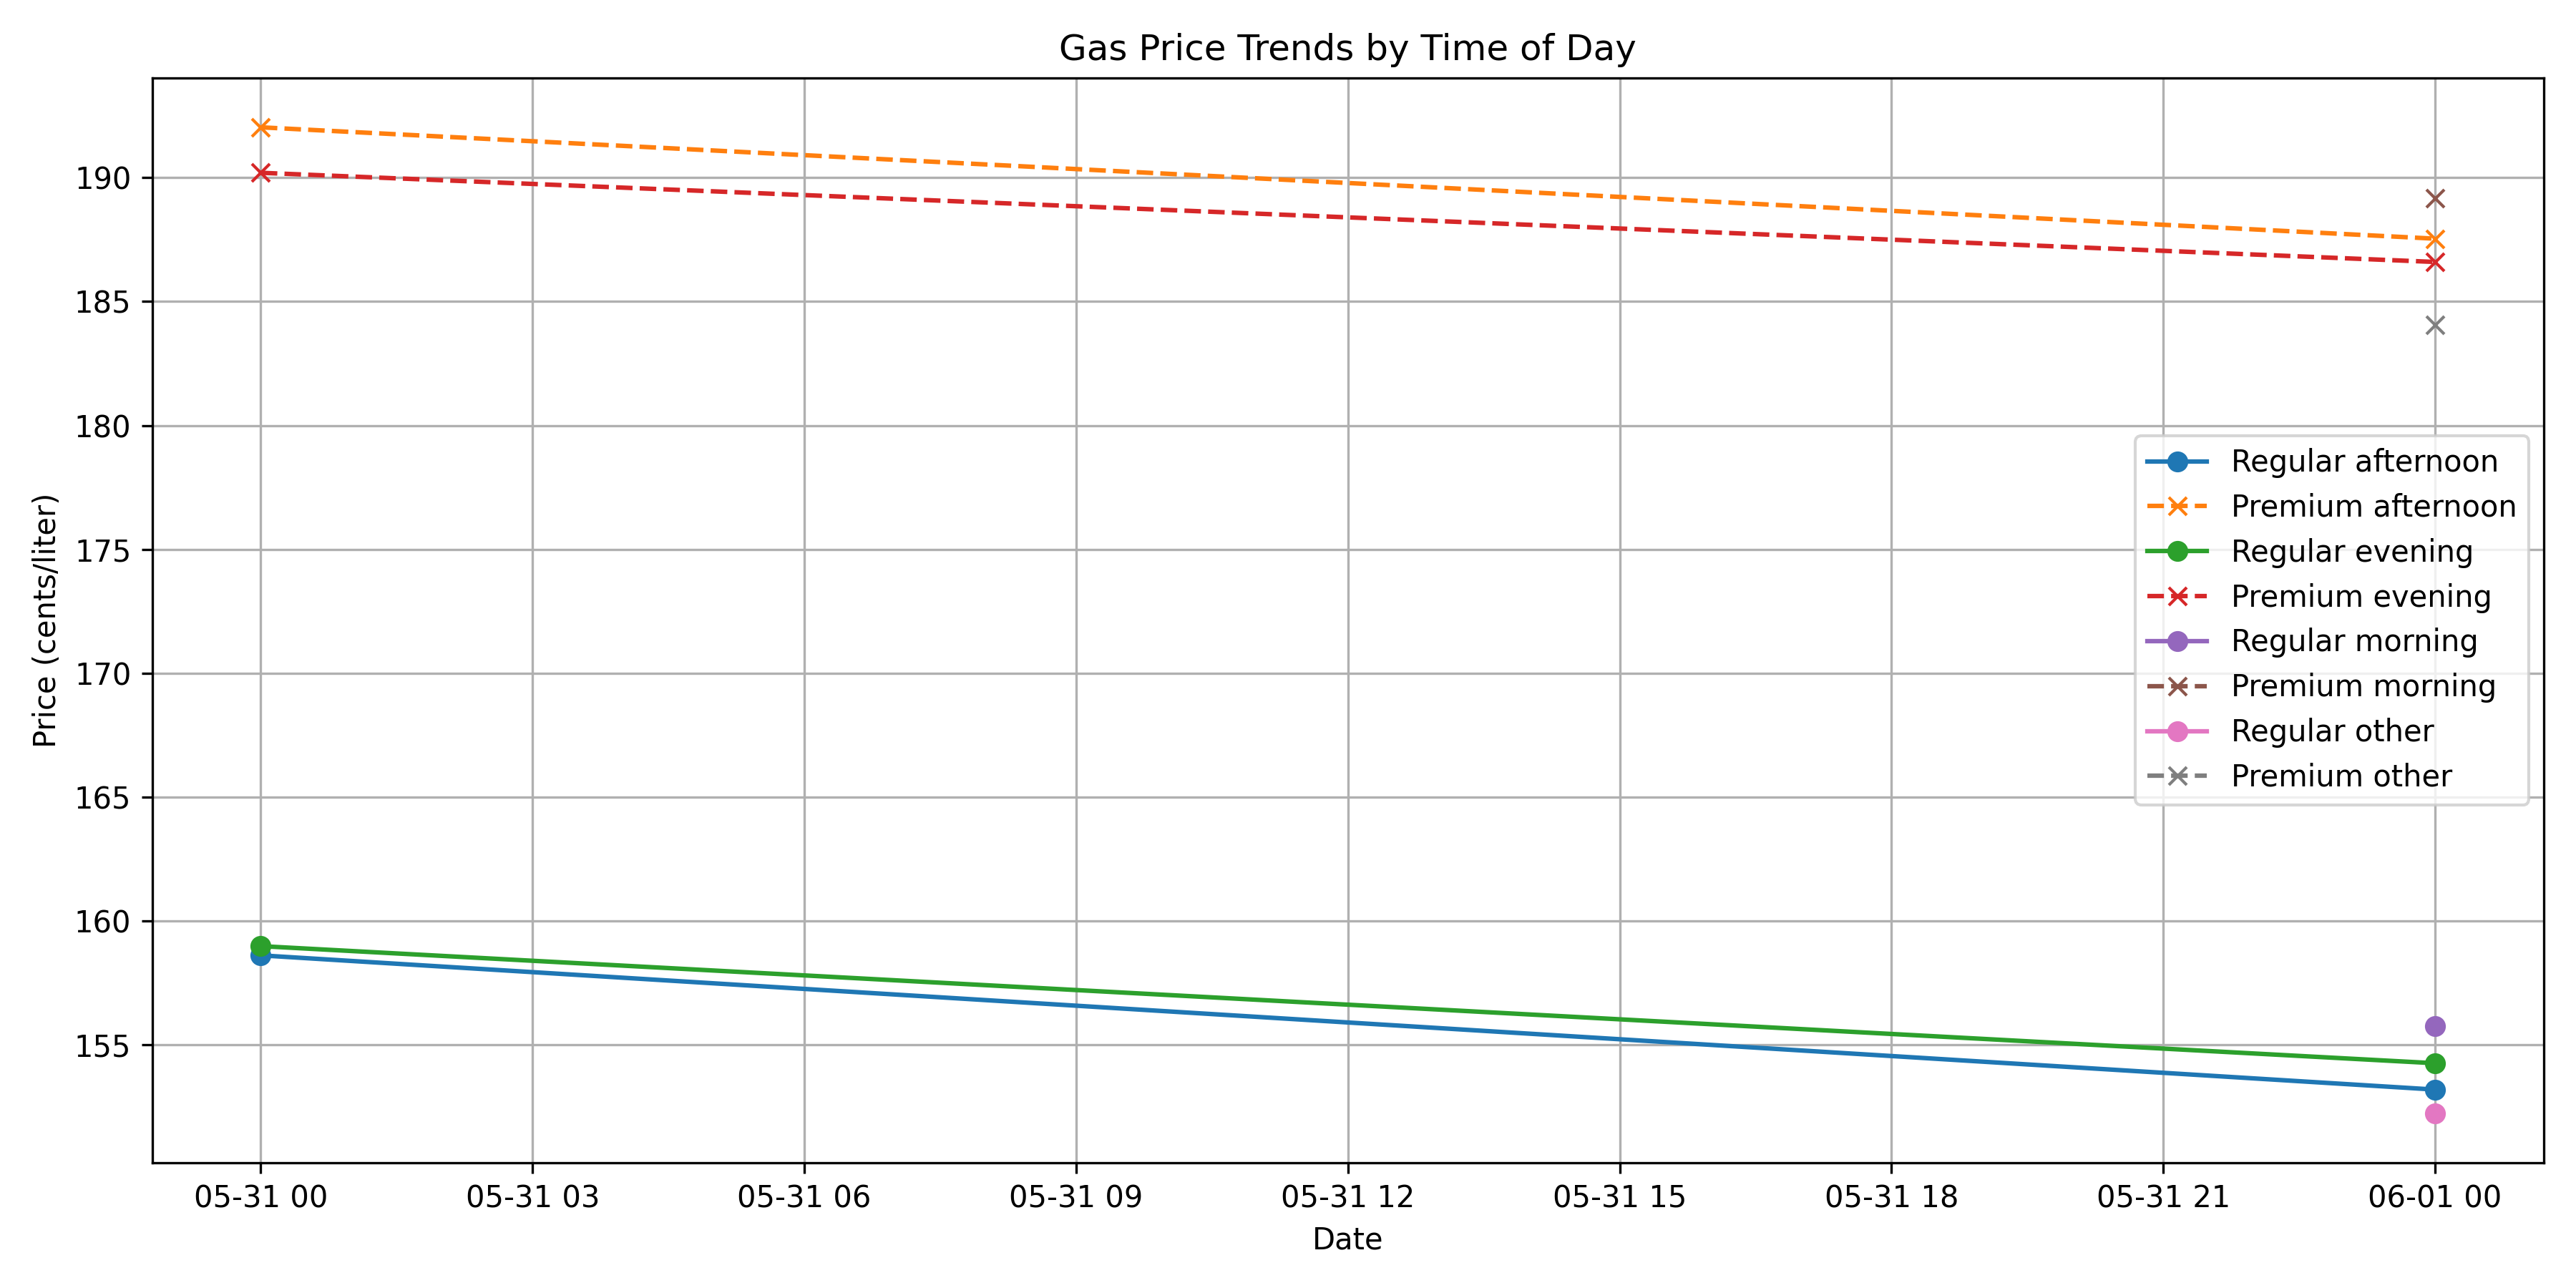 Gas Price Trends by Time of Day
Price (cents/liter)
190
185
180
175
170
165
160
155
Regular afternoon
Premium afternoon
Regular evening
Premium evening
Regular morning
Premium morning
Regular other
Premium other
05-31 00 05-31 03 05-31 06 05-31 09 05-31 12 05-31 15 05-31 18 05-31 21 06-01 00
Date